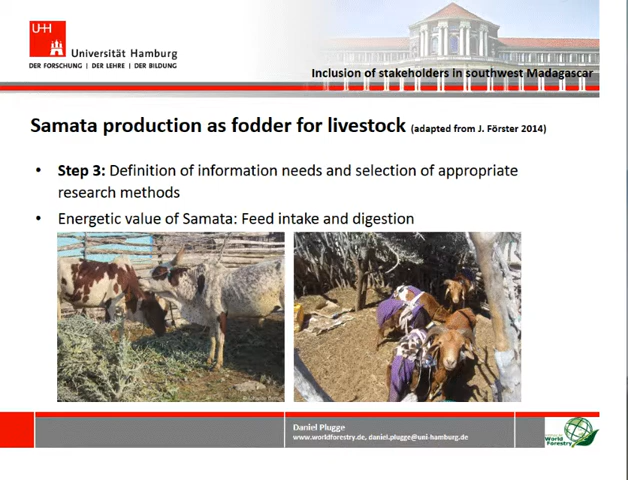 UH
Universität Hamburg
DER FORSCHUNG | DER LEHRE | DER BILDUNG
Inclusion of stakeholders in southwest Madagascar
Samata production as fodder for livestock (adapted from J. Förster 2014)
• Step 3: Definition of information needs and selection of appropriate
research methods
• Energetic value of Samata: Feed intake and digestion
Daniel Plugge
www.worldforestry.de, daniel.plugge@uni-hamburg.de
World
Forestry